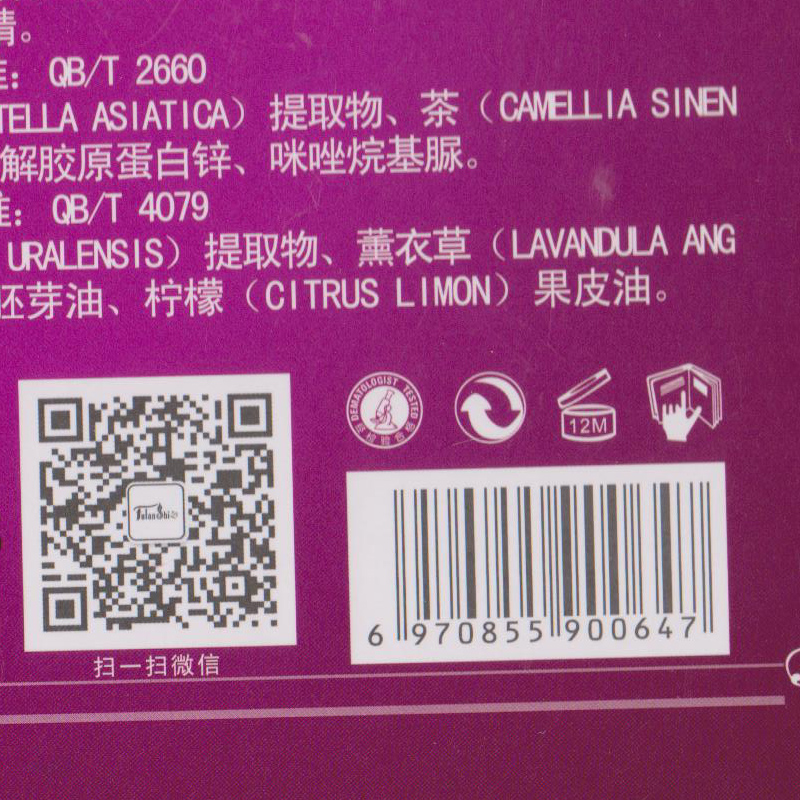 QB/T 2660
TELLA ASIATICA）提取物、茶（CAMELLIA SINEN
解胶原蛋白锌、咪唑烷基脲。
QB/T 4079
URALENSIS）提取物、薰衣草（LAVANDULA ANG
胚芽油、柠檬（CITRUS LIMON）果皮油。
DERMATOLOGIST TESTED
12M
6 970855 900647
扫一扫微信